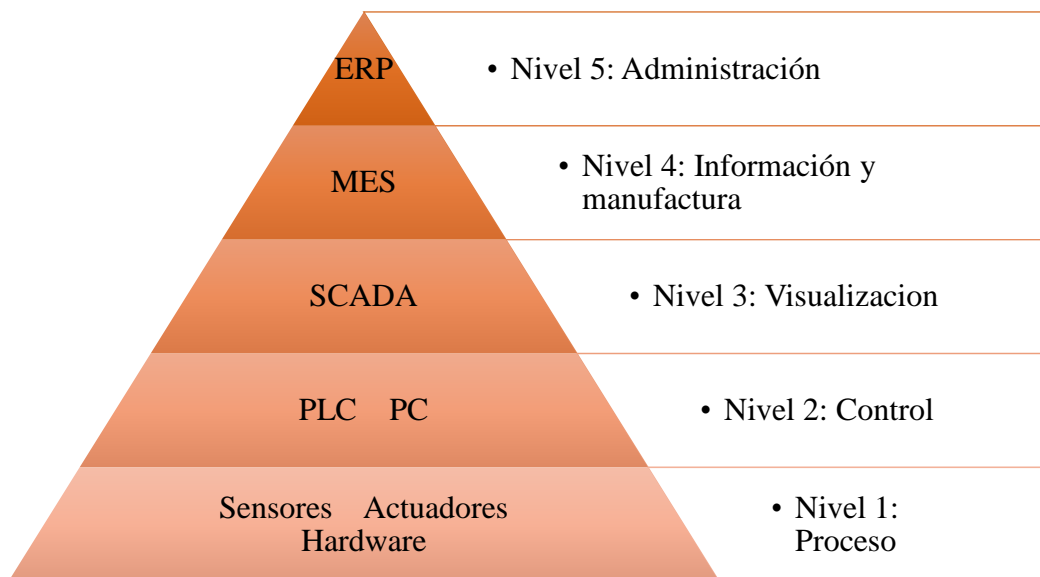 ERP
• Nivel 5: Administración
MES
• Nivel 4: Información y
manufactura
SCADA
• Nivel 3: Visualizacion
PLC PC
• Nivel 2: Control
Sensores Actuadores
Hardware
• Nivel 1:
Proceso